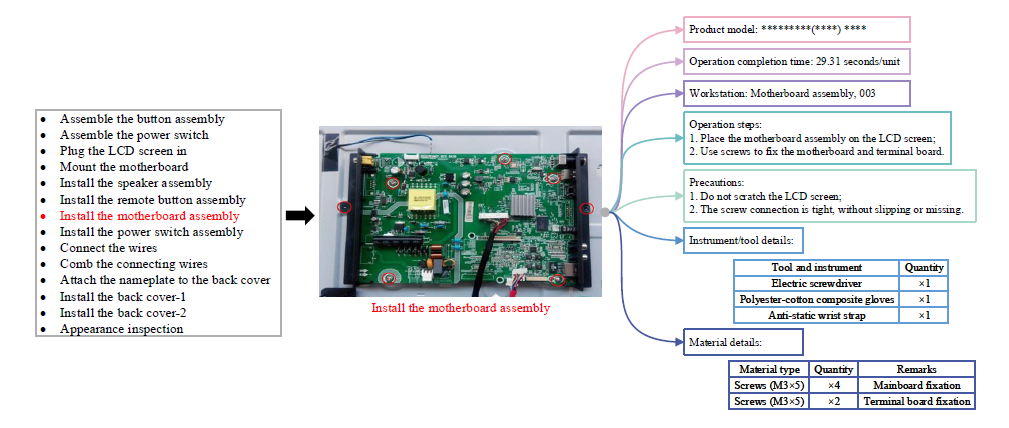 Assemble the button assembly
Assemble the power switch
Plug the LCD screen in
Mount the motherboard
Install the speaker assembly
Install the remote button assembly
Install the motherboard assembly
Install the power switch assembly
Connect the wires
Comb the connecting wires
Attach the nameplate to the back cover
Install the back cover-1
Install the back cover-2
Appearance inspection
Install the motherboard assembly
Product model: *********(****) ****
Operation completion time: 29.31 seconds/unit
Workstation: Motherboard assembly, 003
Operation steps:
1. Place the motherboard assembly on the LCD screen;
2. Use screws to fix the motherboard and terminal board.
Precautions:
1. Do not scratch the LCD screen;
2. The screw connection is tight, without slipping or missing.
Instrument/tool details:
Tool and instrument Quantity
Electric screwdriver ×1
Polyester-cotton composite gloves ×1
Anti-static wrist strap ×1
Material details:
Material type Quantity Remarks
Screws (M3×5) ×4 Mainboard fixation
Screws (M3×5) ×2 Terminal board fixation